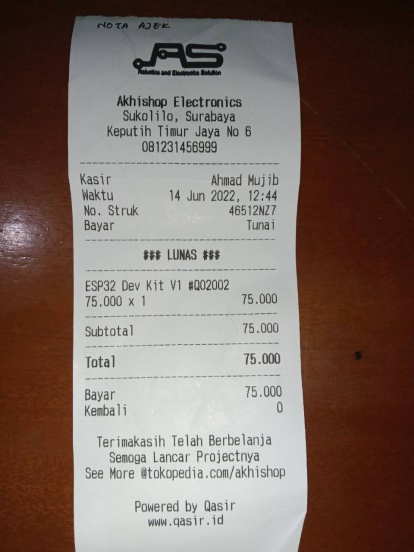 NOTA AJEK
AS
Robotics and Electronics Solution
Akhishop Electronics
Sukolilo, Surabaya
Keputih Timur Jaya No 6
081231456999
Kasir Ahmad Mujib
Waktu 14 Jun 2022, 12:44
No. Struk 46512NZ7
Bayar Tunai
### LUNAS ###
ESP32 Dev Kit V1 #Q02002
75.000 x 1 75.000
Subtotal 75.000
Total 75.000
Bayar 75.000
Kembali 0
Terimakasih Telah Berbelanja
Semoga Lancar Projectnya
See More @tokopedia.com/akhishop
Powered by Qasir
www.qasir.id